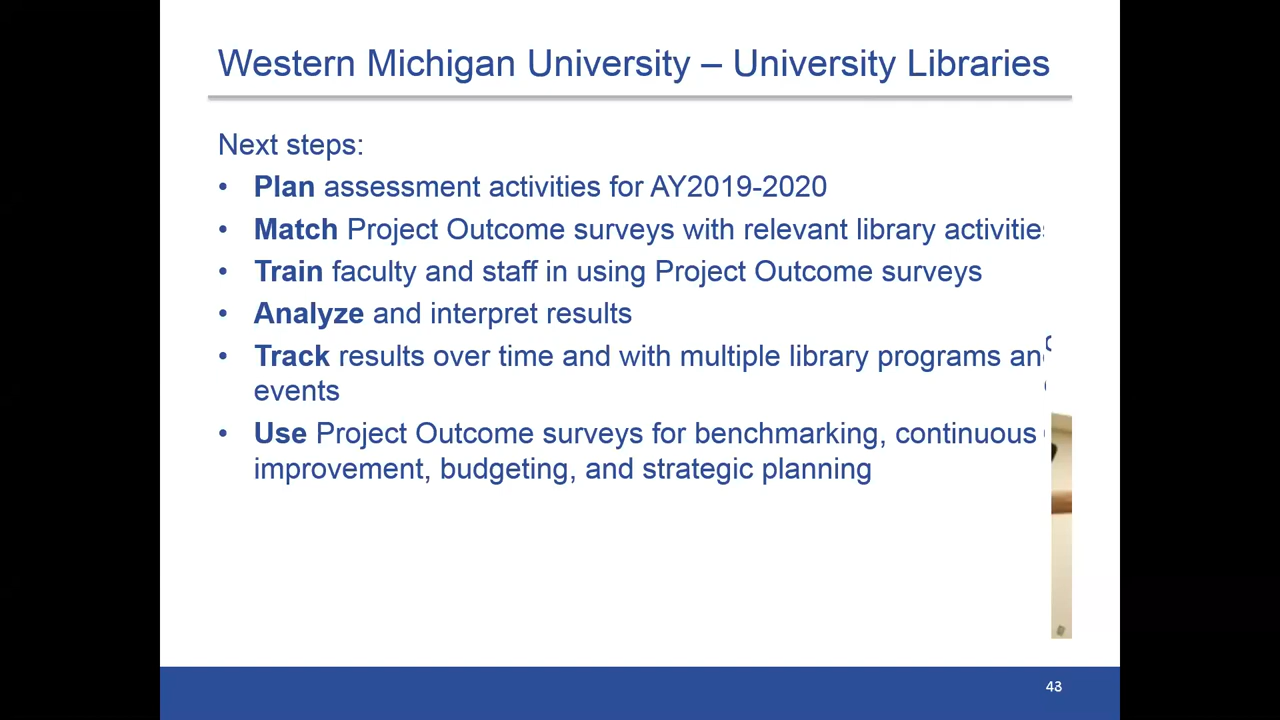 Western Michigan University – University Libraries
Next steps:
• Plan assessment activities for AY2019-2020
• Match Project Outcome surveys with relevant library activities
• Train faculty and staff in using Project Outcome surveys
• Analyze and interpret results
• Track results over time and with multiple library programs and
events
• Use Project Outcome surveys for benchmarking, continuous
improvement, budgeting, and strategic planning
43